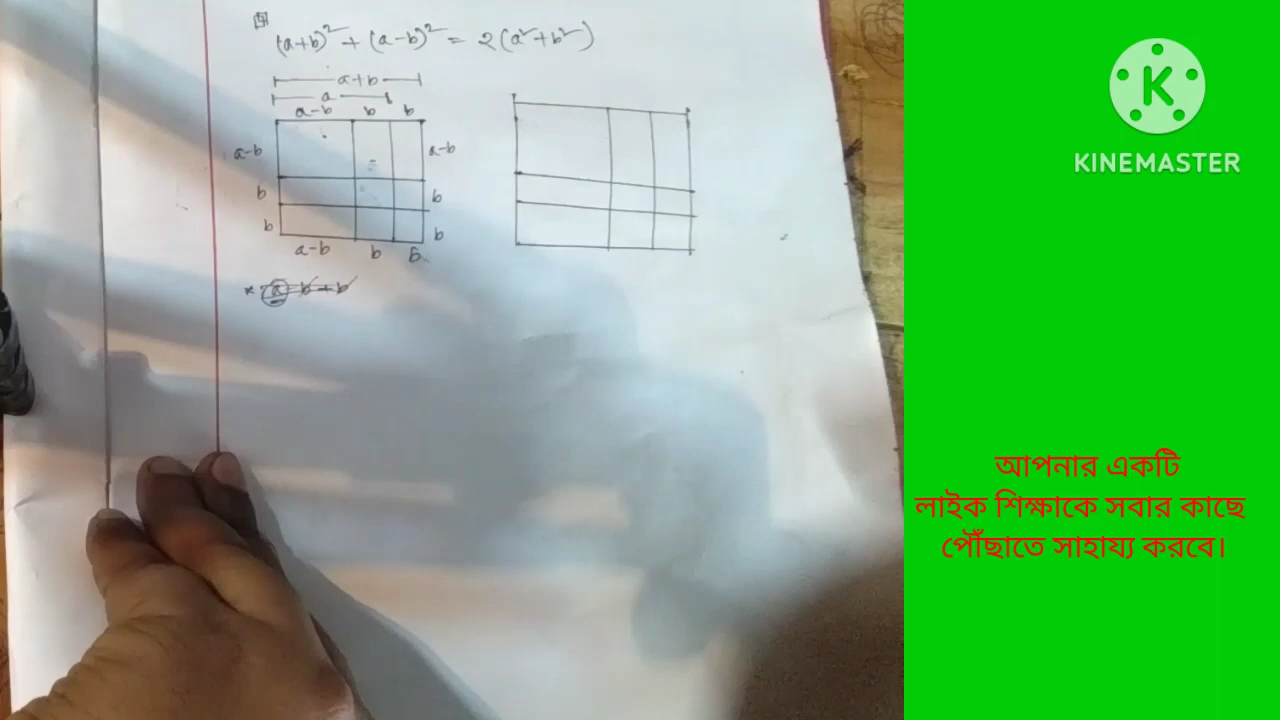 (a+b)² + (a-b)² = 2(a²+b²)
a+b
a
a-b b b
a-b a-b
b b
b b
a-b b b
* a - b + b
KINEMASTER
আপনার একটি
লাইক শিক্ষাকে সবার কাছে
পৌঁছাতে সাহায্য করবে।